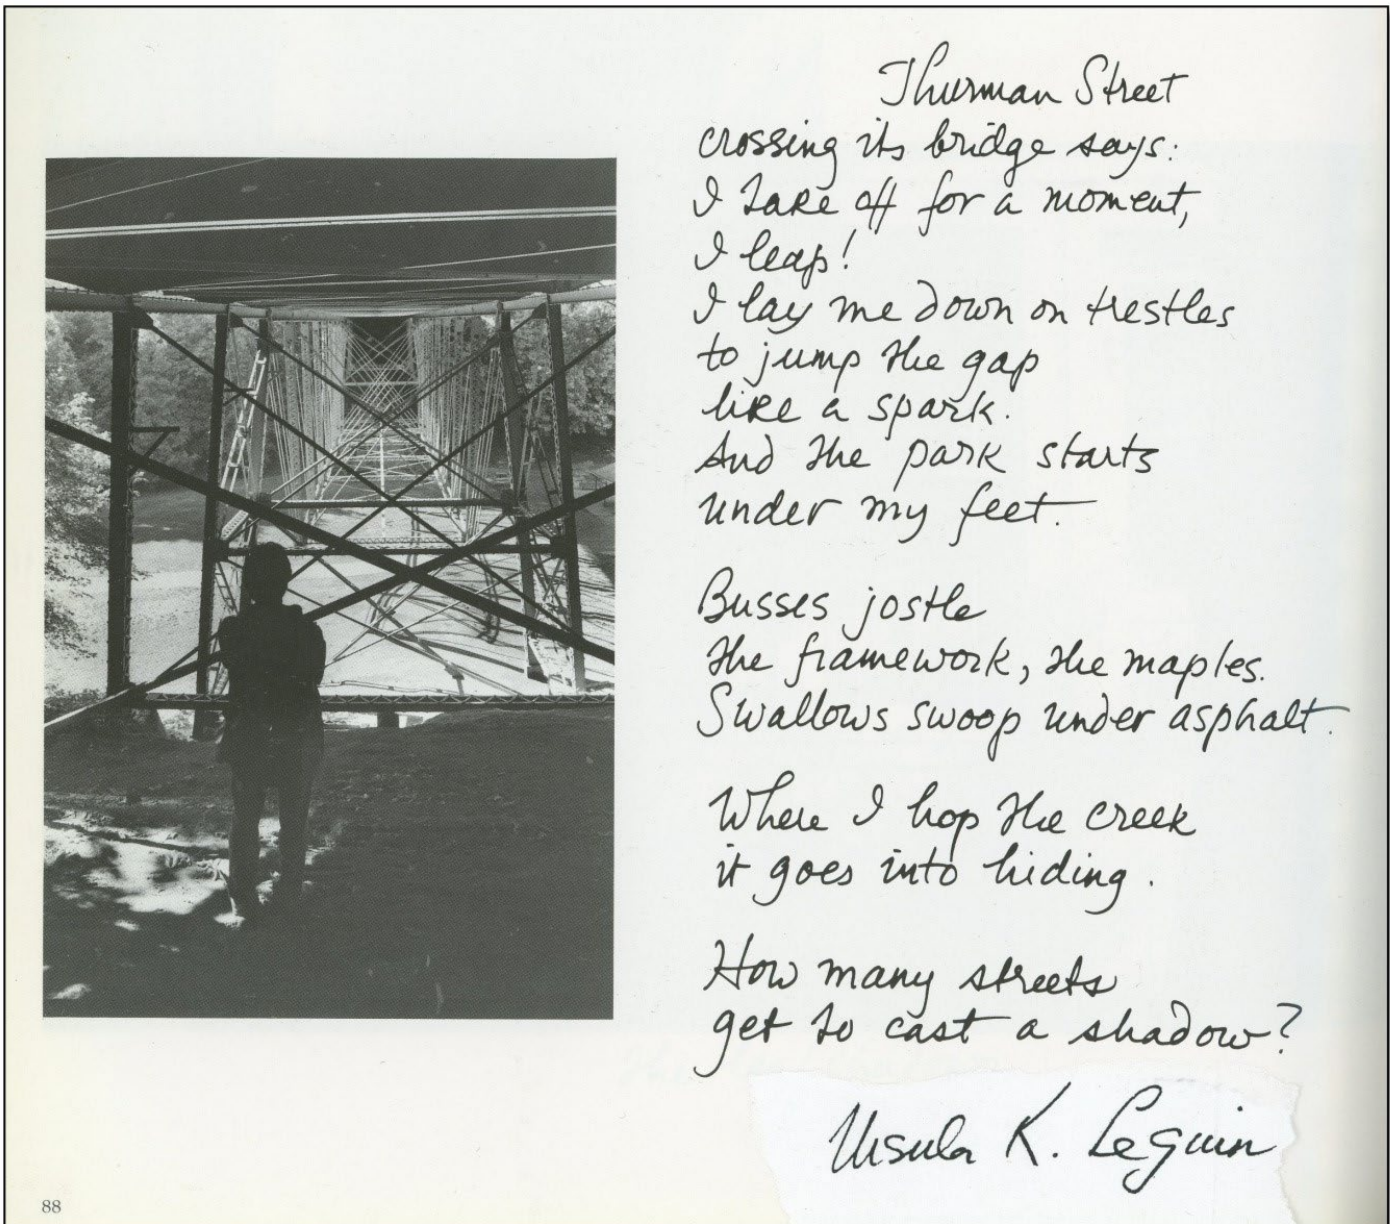 Thurman Street
crossing its bridge says:
I take off for a moment,
I leap!
I lay me down on trestles
to jump the gap
like a spark.
And the park starts
under my feet.
Busses jostle
the framework, the maples.
Swallows swoop under asphalt.
Where I hop the creek
it goes into hiding.
How many streets
get to cast a shadow?
Ursula K. LeGuin
88